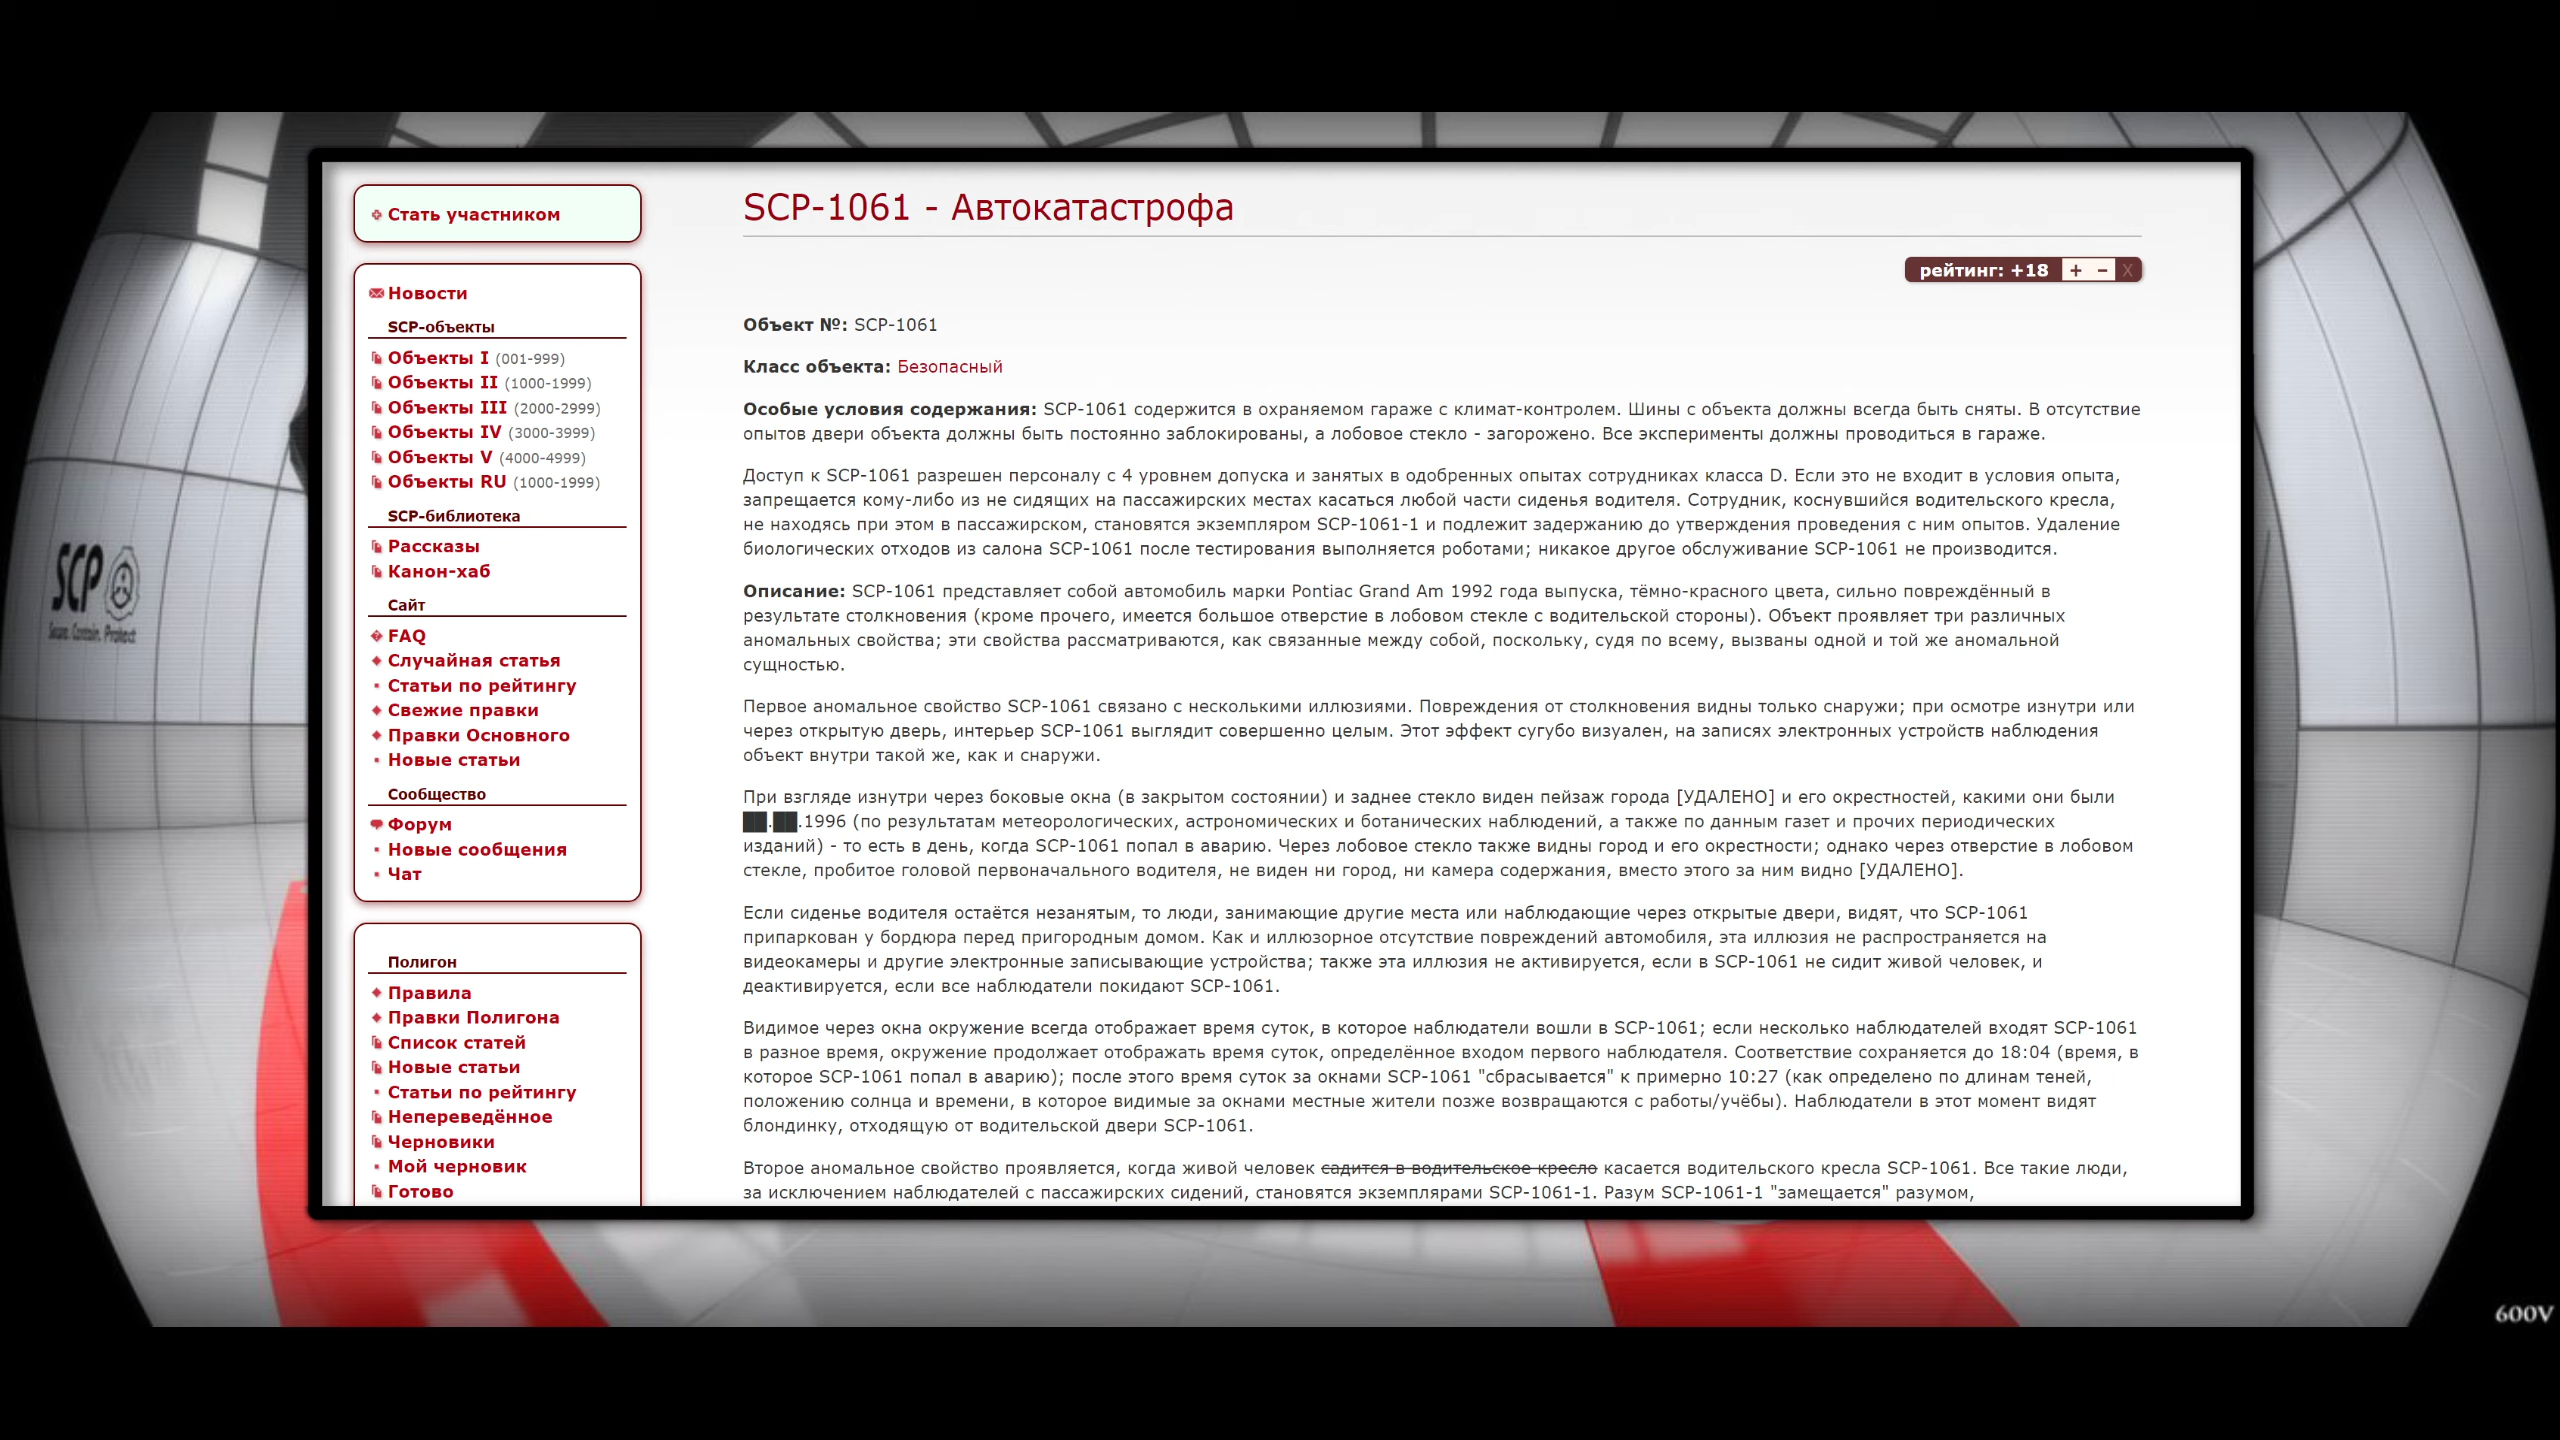 Стать участником
Новости
SCP-объекты
Объекты I (001-999)
Объекты II (1000-1999)
Объекты III (2000-2999)
Объекты IV (3000-3999)
Объекты V (4000-4999)
Объекты RU (1000-1999)
SCP-библиотека
Рассказы
Канон-хаб
Сайт
FAQ
Случайная статья
Статьи по рейтингу
Свежие правки
Правки Основного
Новые статьи
Сообщество
Форум
Новые сообщения
Чат
Полигон
Правила
Правки Полигона
Список статей
Новые статьи
Статьи по рейтингу
Непереведённое
Черновики
Мой черновик
Готово
SCP-1061 - Автокатастрофа
рейтинг: +18 + – X
Объект №: SCP-1061
Класс объекта: Безопасный
Особые условия содержания: SCP-1061 содержится в охраняемом гараже с климат-контролем. Шины с объекта должны всегда быть сняты. В отсутствие
опытов двери объекта должны быть постоянно заблокированы, а лобовое стекло - загорожено. Все эксперименты должны проводиться в гараже.
Доступ к SCP-1061 разрешен персоналу с 4 уровнем допуска и занятых в одобренных опытах сотрудниках класса D. Если это не входит в условия опыта,
запрещается кому-либо из не сидящих на пассажирских местах касаться любой части сиденья водителя. Сотрудник, коснувшийся водительского кресла,
не находясь при этом в пассажирском, становятся экземпляром SCP-1061-1 и подлежит задержанию до утверждения проведения с ним опытов. Удаление
биологических отходов из салона SCP-1061 после тестирования выполняется роботами; никакое другое обслуживание SCP-1061 не производится.
Описание: SCP-1061 представляет собой автомобиль марки Pontiac Grand Am 1992 года выпуска, тёмно-красного цвета, сильно повреждённый в
результате столкновения (кроме прочего, имеется большое отверстие в лобовом стекле с водительской стороны). Объект проявляет три различных
аномальных свойства; эти свойства рассматриваются, как связанные между собой, поскольку, судя по всему, вызваны одной и той же аномальной
сущностью.
Первое аномальное свойство SCP-1061 связано с несколькими иллюзиями. Повреждения от столкновения видны только снаружи; при осмотре изнутри или
через открытую дверь, интерьер SCP-1061 выглядит совершенно целым. Этот эффект сугубо визуален, на записях электронных устройств наблюдения
объект внутри такой же, как и снаружи.
При взгляде изнутри через боковые окна (в закрытом состоянии) и заднее стекло виден пейзаж города [УДАЛЕНО] и его окрестностей, какими они были
██.██.1996 (по результатам метеорологических, астрономических и ботанических наблюдений, а также по данным газет и прочих периодических
изданий) - то есть в день, когда SCP-1061 попал в аварию. Через лобовое стекло также видны город и его окрестности; однако через отверстие в лобовом
стекле, пробитое головой первоначального водителя, не виден ни город, ни камера содержания, вместо этого за ним видно [УДАЛЕНО].
Если сиденье водителя остаётся незанятым, то люди, занимающие другие места или наблюдающие через открытые двери, видят, что SCP-1061
припаркован у бордюра перед пригородным домом. Как и иллюзорное отсутствие повреждений автомобиля, эта иллюзия не распространяется на
видеокамеры и другие электронные записывающие устройства; также эта иллюзия не активируется, если в SCP-1061 не сидит живой человек, и
деактивируется, если все наблюдатели покидают SCP-1061.
Видимое через окна окружение всегда отображает время суток, в которое наблюдатели вошли в SCP-1061; если несколько наблюдателей входят SCP-1061
в разное время, окружение продолжает отображать время суток, определённое входом первого наблюдателя. Соответствие сохраняется до 18:04 (время, в
которое SCP-1061 попал в аварию); после этого время суток за окнами SCP-1061 "сбрасывается" к примерно 10:27 (как определено по длинам теней,
положению солнца и времени, в которое видимые за окнами местные жители позже возвращаются с работы/учёбы). Наблюдатели в этот момент видят
блондинку, отходящую от водительской двери SCP-1061.
Второе аномальное свойство проявляется, когда живой человек садится в водительское кресло касается водительского кресла SCP-1061. Все такие люди,
за исключением наблюдателей с пассажирских сидений, становятся экземплярами SCP-1061-1. Разум SCP-1061-1 "замещается" разумом,
SCP
Secure. Contain. Protect
600V